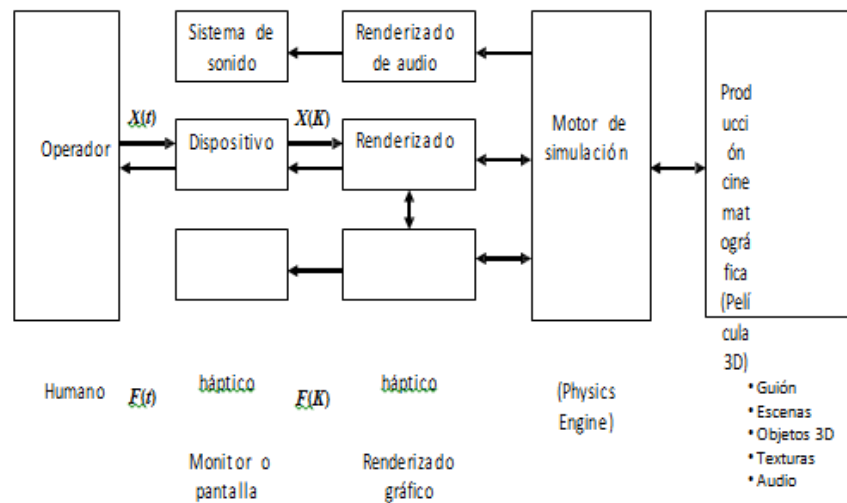 Sistema de
sonido
Renderizado
de audio
X(t)
X(K)
Operador
Dispositivo
Renderizado
Motor de
simulación
Prod
ucci
ón
cine
mat
ográ
fica
(Pelí
cula
3D)
Humano
F(t)
háptico
F(K)
háptico
(Physics
Engine)
Monitor o
pantalla
Renderizado
gráfico
• Guión
• Escenas
• Objetos 3D
• Texturas
• Audio